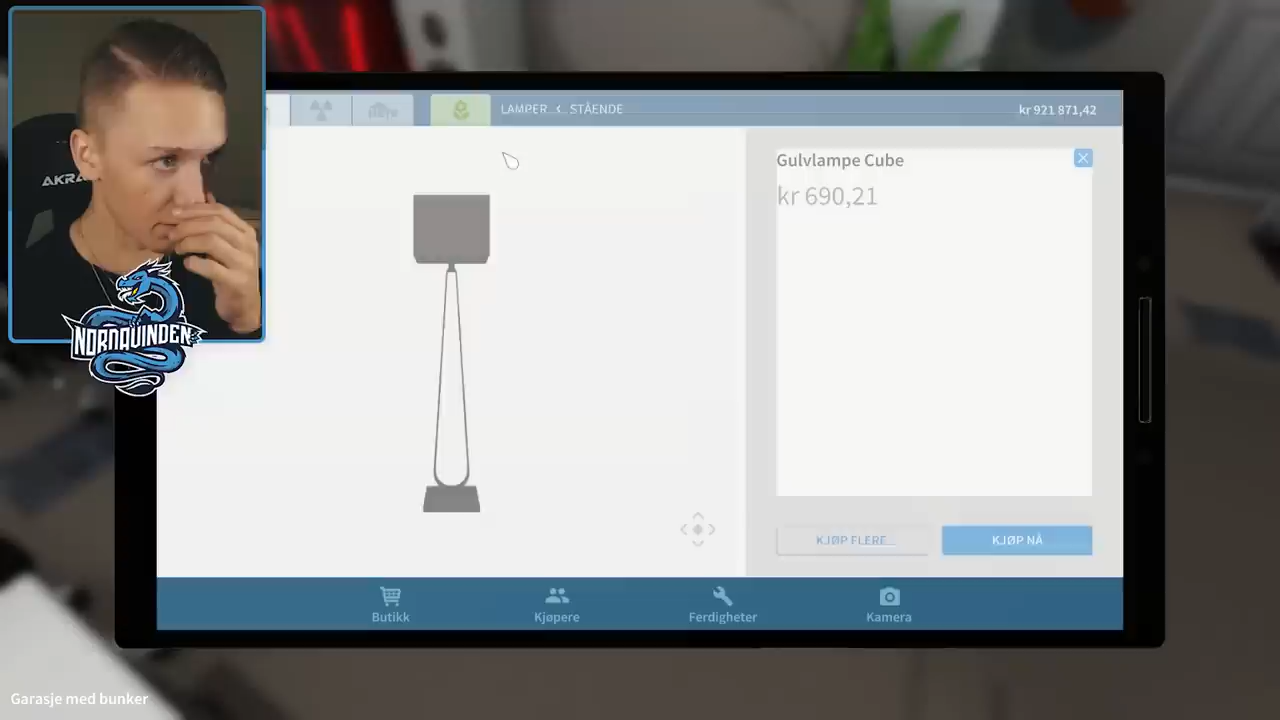 LAMPER < STÅENDE
kr 921 871,42
Gulvlampe Cube
kr 690,21
AKRA
NORDAVINDEN
KJØP FLERE...
KJØP NÅ
Butikk
Kjøpere
Ferdigheter
Kamera
Garasje med bunker